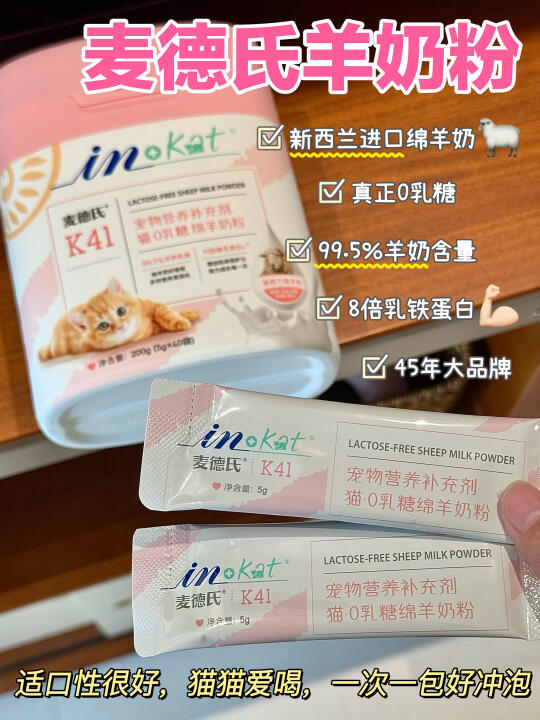 麦德氏羊奶粉
in+Kat®
LACTOSE-FREE SHEEP MILK POWDER
麦德氏®
K41
宠物营养补充剂
猫·0乳糖绵羊奶粉
净含量: 200g (5g×40袋)
新西兰进口绵羊奶
真正0乳糖
99.5%羊奶含量
8倍乳铁蛋白
45年大品牌
in+Kat®
麦德氏® K41
净含量: 5g
LACTOSE-FREE SHEEP MILK POWDER
宠物营养补充剂
猫·0乳糖绵羊奶粉
in+Kat®
麦德氏® K41
净含量: 5g
LACTOSE-FREE SHEEP MILK POWDER
宠物营养补充剂
猫·0乳糖绵羊奶粉
适口性很好，猫猫爱喝，一次一包好冲泡